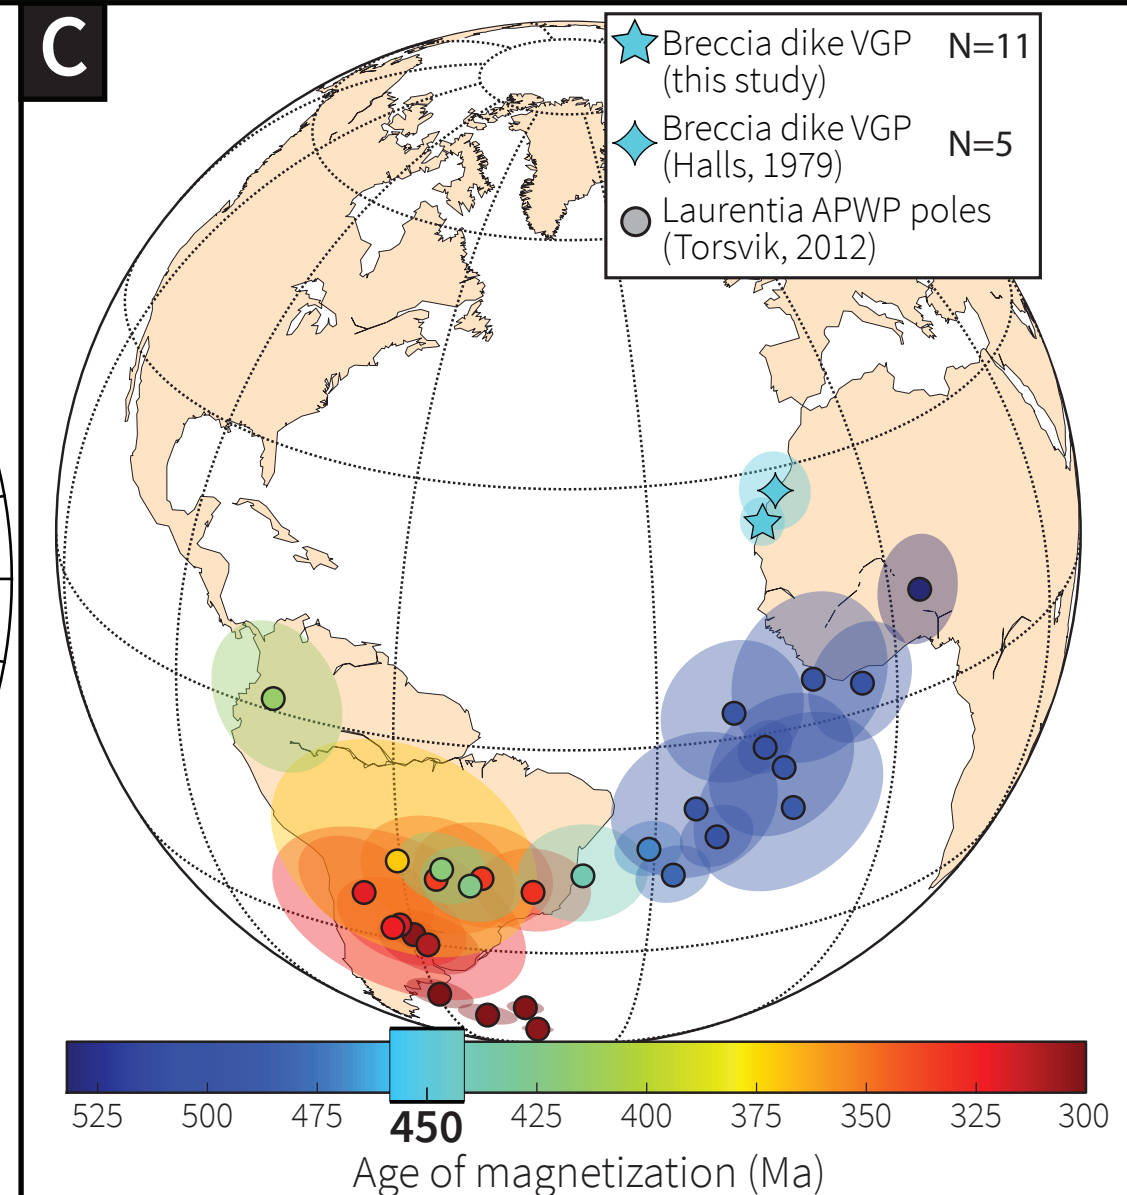 C
Breccia dike VGP N=11
(this study)
Breccia dike VGP
(Halls, 1979) N=5
Laurentia APWP poles
(Torsvik, 2012)
525 500 475 450 425 400 375 350 325 300
Age of magnetization (Ma)